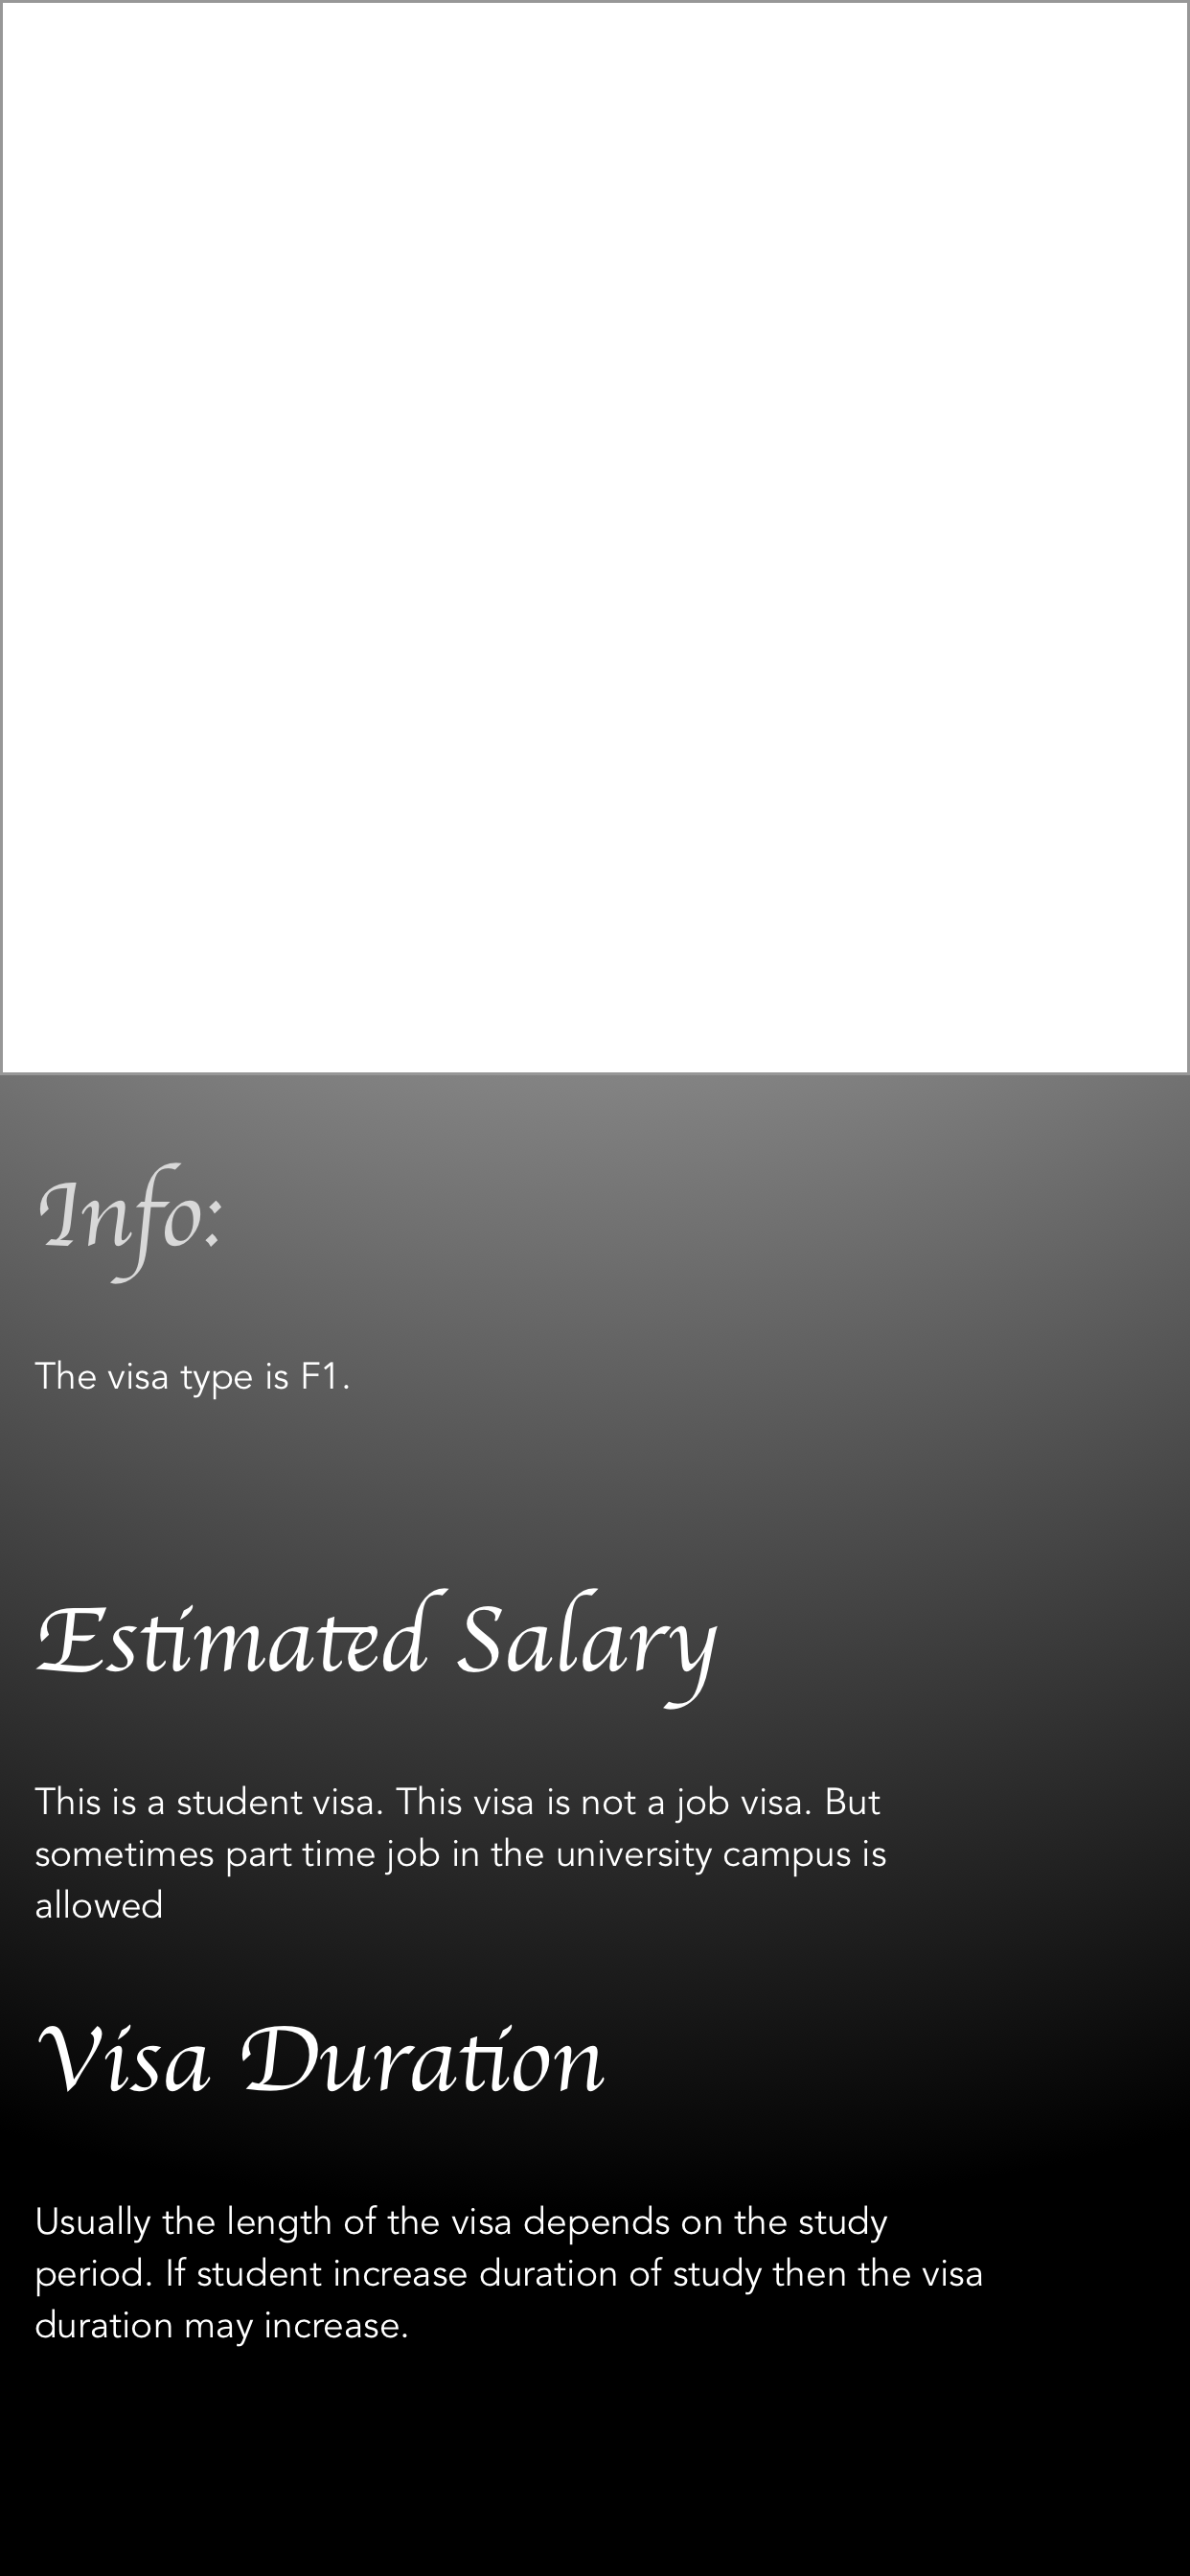 Info:
The visa type is F1.
Estimated Salary
This is a student visa. This visa is not a job visa. But
sometimes part time job in the university campus is
allowed
Visa Duration
Usually the length of the visa depends on the study
period. If student increase duration of study then the visa
duration may increase.